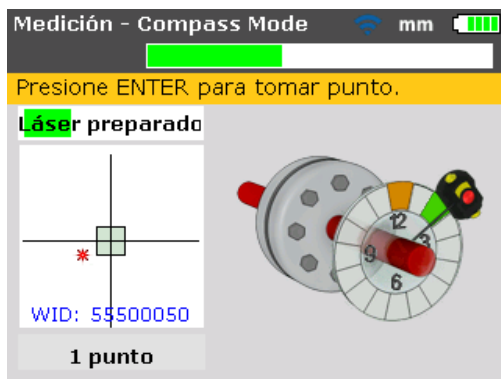 Medición - Compass Mode mm
Presione ENTER para tomar punto.
Láser preparado
12
3
9
6
WID: 55500050
1 punto